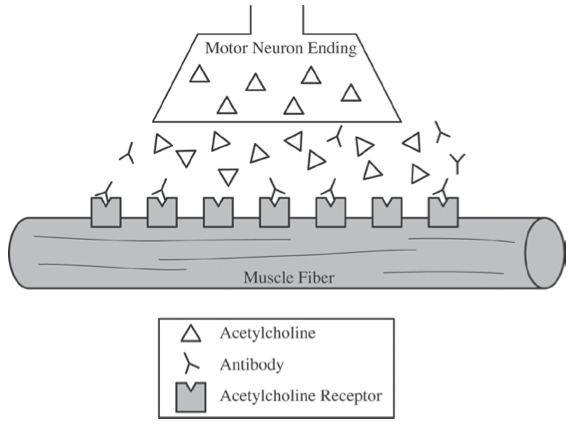 Motor Neuron Ending
Muscle Fiber
Acetylcholine
Antibody
Acetylcholine Receptor